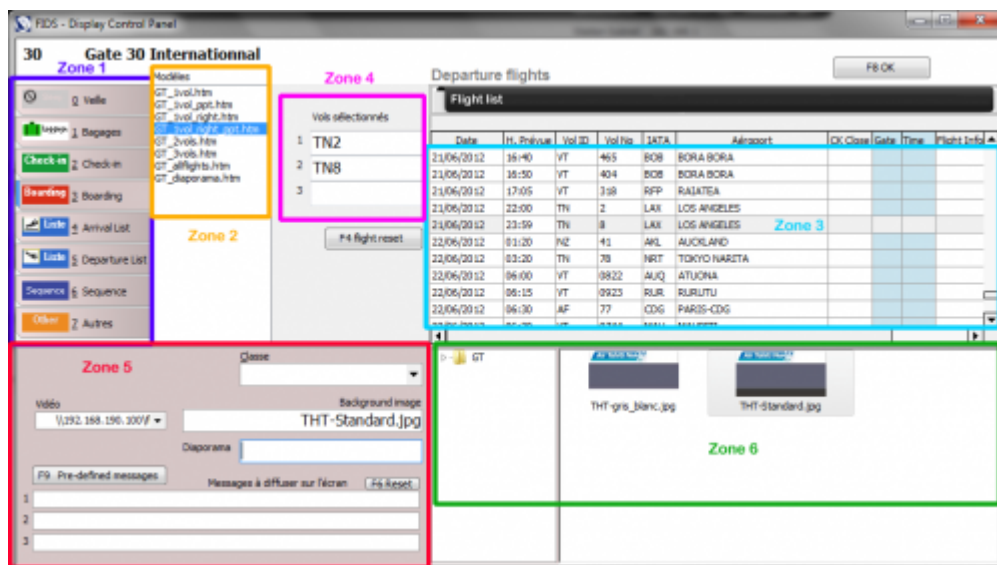 FIDS - Display Control Panel
30 Gate 30 Internationnal
Zone 1
Modèles
Zone 4
Departure flights
F8 OK
GT_1vol.htm
GT_1vol_ppt.htm
GT_1vol_right.htm
GT_1vol_right_ppt.htm
GT_2vols.htm
GT_3vols.htm
GT_allflights.htm
GT_diaporama.htm
Zone 2
0 Veille
1 Bagages
Check-in 2 Check-in
Boarding 3 Boarding
Liste 4 Arrival List
Liste 5 Departure List
Sequence 6 Sequence
Other 7 Autres
Vols sélectionnés
1 TN2
2 TN8
3
F4 flight reset
Flight list
Date H. Prévue Vol ID Vol No IATA Aéroport CK Close Gate Time Flight Info
21/06/2012 16:40 VT 465 BOB BORA BORA
21/06/2012 16:50 VT 404 BOB BORA BORA
21/06/2012 17:05 VT 318 RFP RAIATEA
21/06/2012 22:00 TN 2 LAX LOS ANGELES
21/06/2012 23:59 TN 8 LAX LOS ANGELES
Zone 3
22/06/2012 01:20 NZ 41 AKL AUCKLAND
22/06/2012 03:20 TN 78 NRT TOKYO NARITA
22/06/2012 06:00 VT 0822 AUQ ATUONA
22/06/2012 06:15 VT 0923 RUR RURUTU
22/06/2012 06:30 AF 77 CDG PARIS-CDG
Zone 5
Classe
Vidéo
\\192.168.190.100\f
Background image
THT-Standard.jpg
Diaporama
F9 Pre-defined messages
Messages à diffuser sur l'écran
F6 Reset
1
2
3
GT
THT-gris_blanc.jpg
THT-Standard.jpg
Zone 6